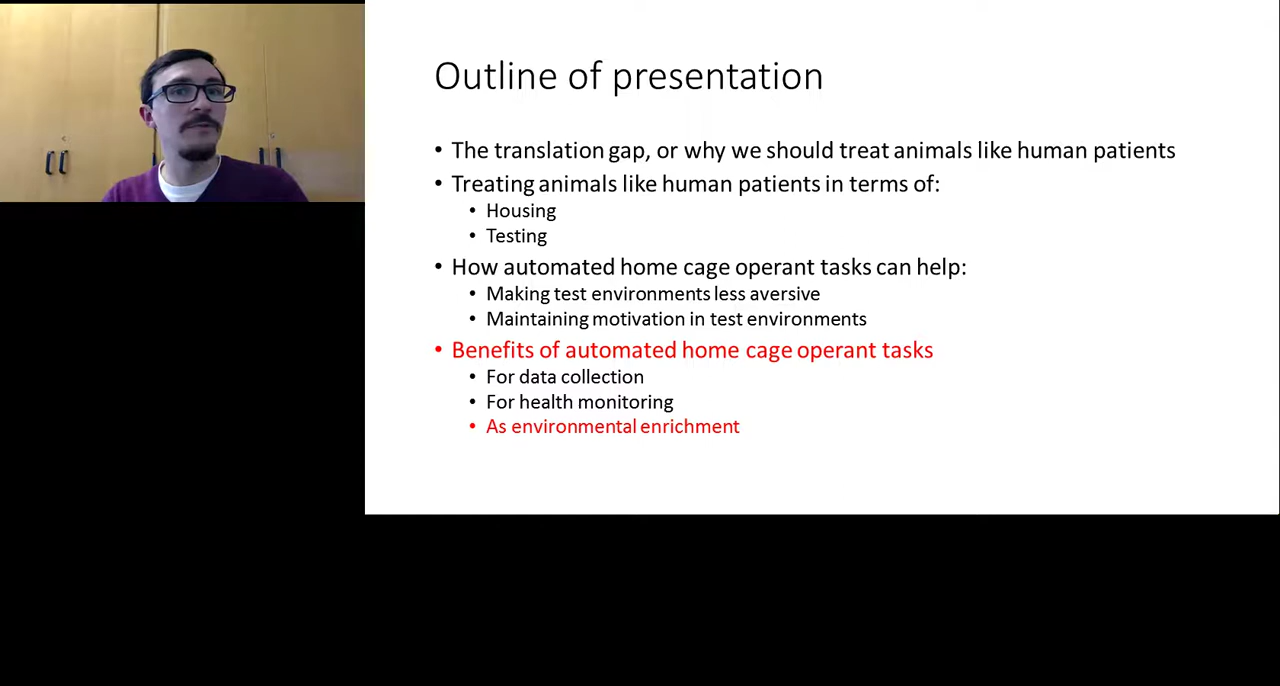 Outline of presentation
• The translation gap, or why we should treat animals like human patients
• Treating animals like human patients in terms of:
• Housing
• Testing
• How automated home cage operant tasks can help:
• Making test environments less aversive
• Maintaining motivation in test environments
• Benefits of automated home cage operant tasks
• For data collection
• For health monitoring
• As environmental enrichment